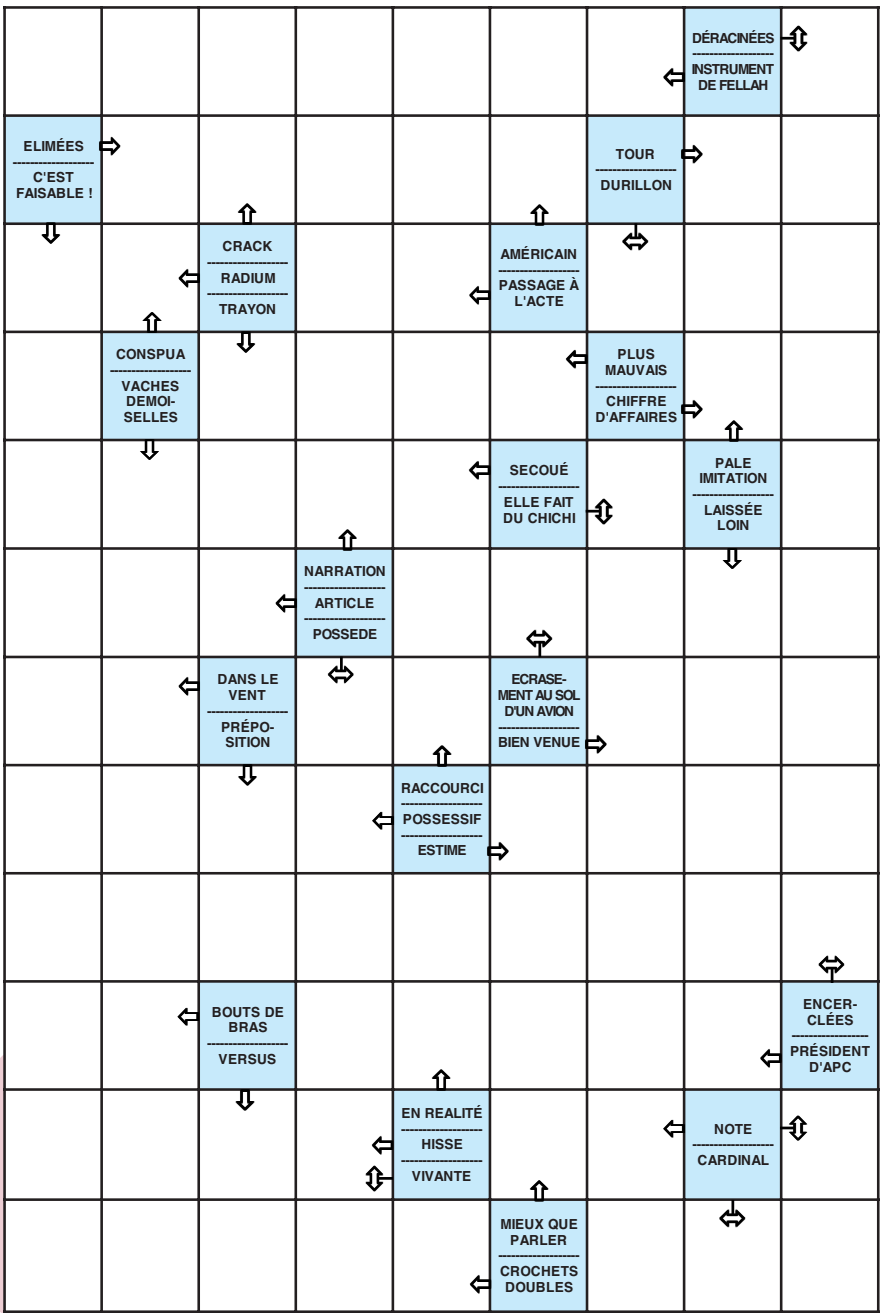 DÉRACINÉES
INSTRUMENT
DE FELLAH
ELIMÉES
C'EST
FAISABLE !
TOUR
DURILLON
CRACK
RADIUM
TRAYON
AMÉRICAIN
PASSAGE À
L'ACTE
CONSPUA
VACHES
DEMOI-
SELLES
PLUS
MAUVAIS
CHIFFRE
D'AFFAIRES
SECOUÉ
ELLE FAIT
DU CHICHI
PALE
IMITATION
LAISSÉE
LOIN
NARRATION
ARTICLE
POSSEDE
DANS LE
VENT
PRÉPO-
SITION
ECRASE-
MENT AU SOL
D'UN AVION
BIEN VENUE
RACCOURCI
POSSESSIF
ESTIME
BOUTS DE
BRAS
VERSUS
ENCER-
CLÉES
PRÉSIDENT
D'APC
EN REALITÉ
HISSE
VIVANTE
NOTE
CARDINAL
MIEUX QUE
PARLER
CROCHETS
DOUBLES